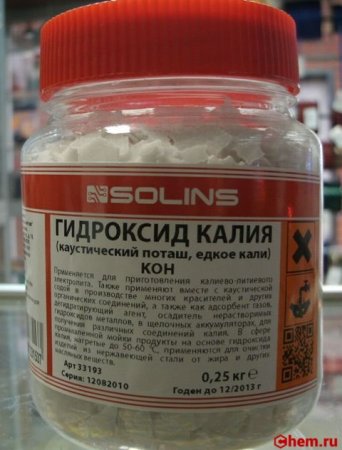 SOLINS
ГИДРОКСИД КАЛИЯ
(каустический поташ, едкое кали)
КОН
Применяется для приготовления калиево-литиевого
электролита. Также применяют вместе с каустической
содой в производстве многих красителей и других
органических соединений, а также как адсорбент газов,
дегидратирующий агент, осадитель нерастворимых
гидроксидов металлов, в щелочных аккумуляторах, для
получения различных соединений калия. В сфере
промышленной мойки продукты на основе гидроксида
калия, нагретые до 50-60 °С, применяются для очистки
изделий из нержавеющей стали от жира и других
масляных веществ.
Арт 33193
Серия: 12082010
0,25 кг
Годен до 12/2013 г
chem.ru